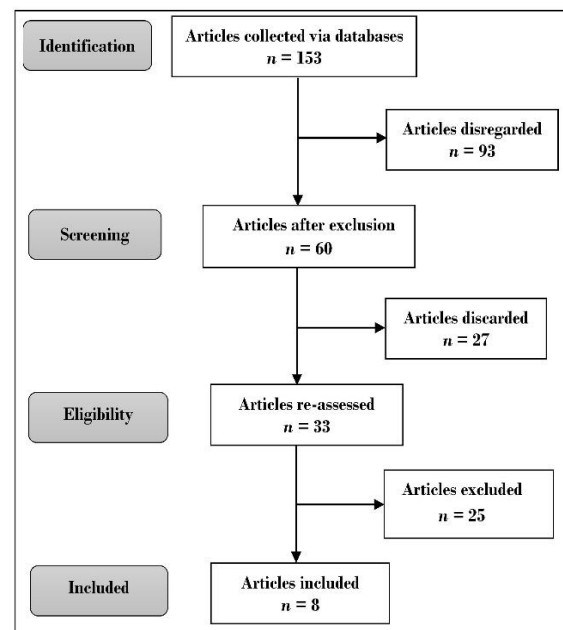 Identification
Articles collected via databases
n = 153
Articles disregarded
n = 93
Screening
Articles after exclusion
n = 60
Articles discarded
n = 27
Eligibility
Articles re-assessed
n = 33
Articles excluded
n = 25
Included
Articles included
n = 8